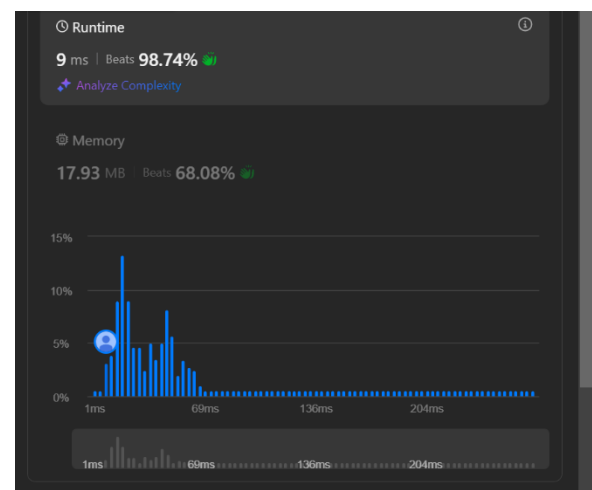 Runtime
9 ms | Beats 98.74%
Analyze Complexity
Memory
17.93 MB | Beats 68.08%
15%
10%
5%
0%
1ms 69ms 136ms 204ms
1ms 69ms 136ms 204ms